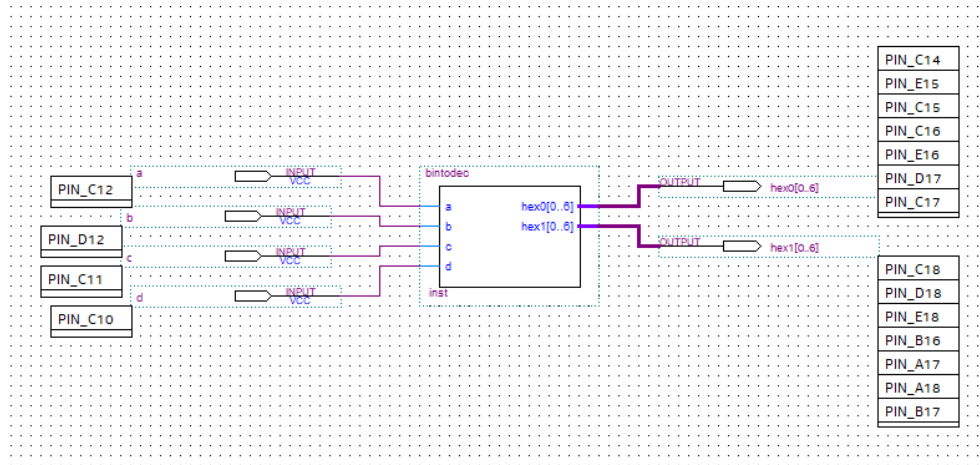 PIN_C14
PIN_E15
PIN_C15
PIN_C16
PIN_E16
PIN_D17
PIN_C17
a
INPUT
VCC
PIN_C12
b
INPUT
VCC
PIN_D12
c
INPUT
VCC
PIN_C11
d
INPUT
VCC
PIN_C10
bintodec
a
hex0[0..6]
b
hex1[0..6]
c
d
inst
OUTPUT
hex0[0..6]
OUTPUT
hex1[0..6]
PIN_C18
PIN_D18
PIN_E18
PIN_B16
PIN_A17
PIN_A18
PIN_B17